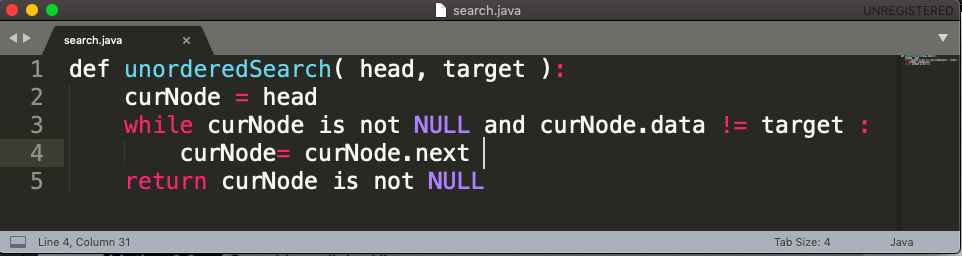 search.java
UNREGISTERED
search.java
1 def unorderedSearch( head, target ):
2 curNode = head
3 while curNode is not NULL and curNode.data != target :
4 curNode= curNode.next
5 return curNode is not NULL
Line 4, Column 31 Tab Size: 4 Java